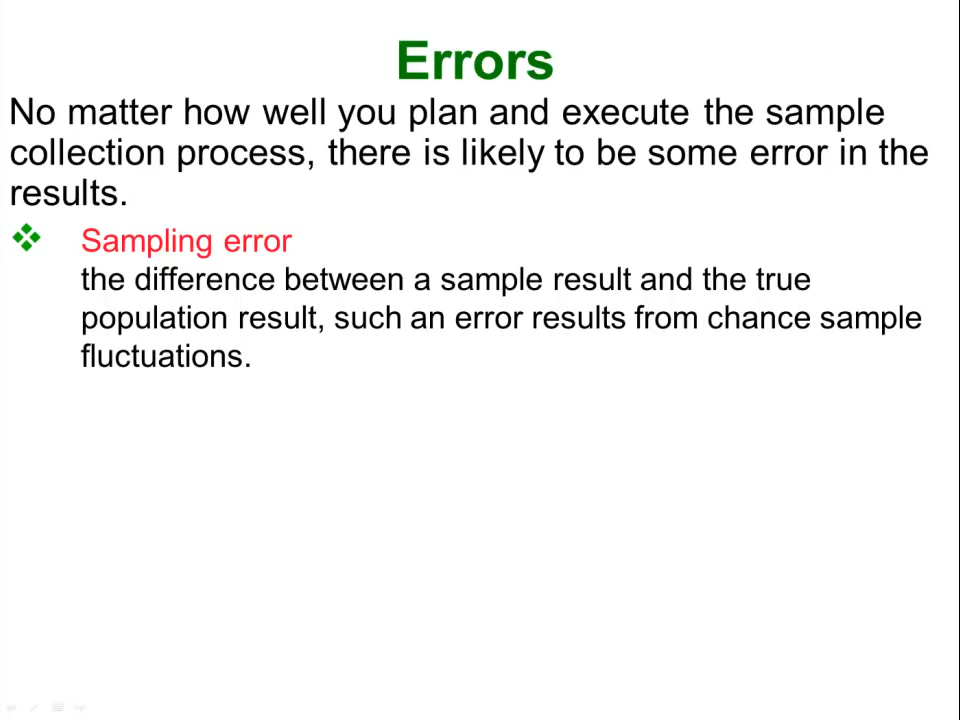 Errors
No matter how well you plan and execute the sample
collection process, there is likely to be some error in the
results.
Sampling error
the difference between a sample result and the true
population result, such an error results from chance sample
fluctuations.